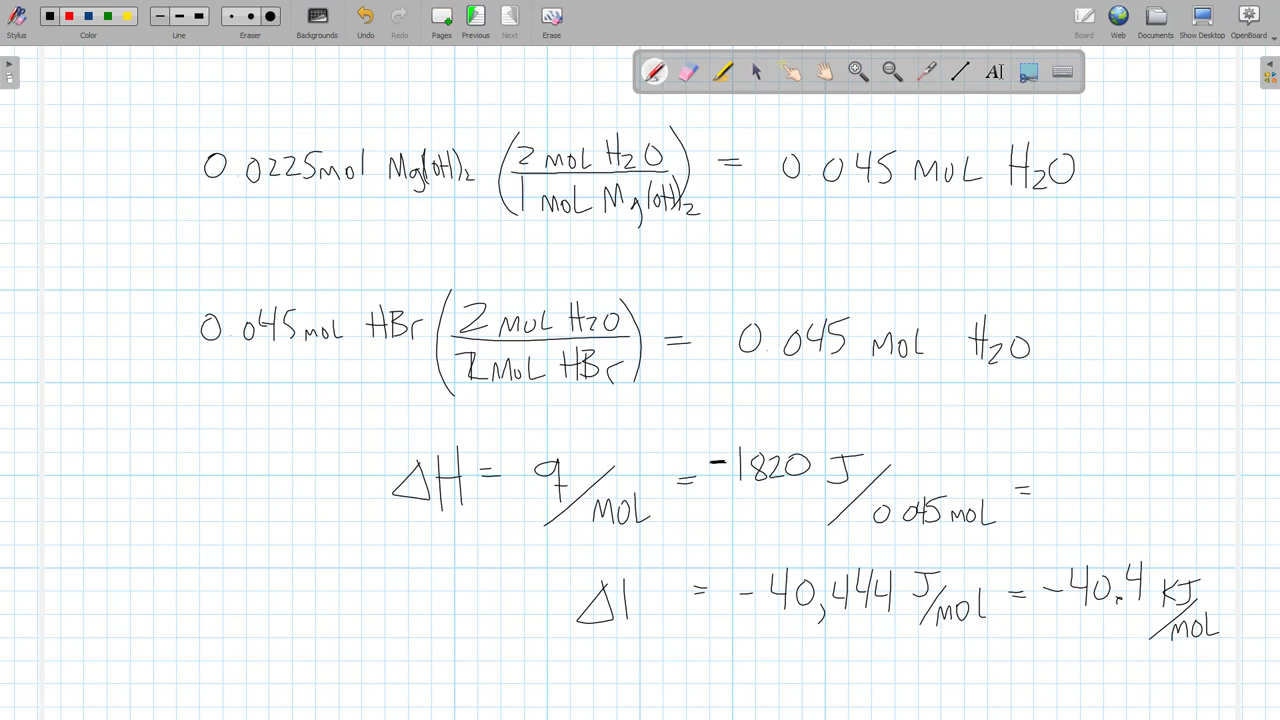 Stylus Color Line Eraser Backgrounds Undo Redo Pages Previous Next Erase Board Web Documents Show Desktop OpenBoard
0.0225mol Mg(OH)2 (2 mol H2O / 1 mol Mg(OH)2) = 0.045 mol H2O
0.045 mol HBr (2 mol H2O / 2 mol HBr) = 0.045 mol H2O
ΔH = q/mol = -1820 J / 0.045 mol =
Δ = -40,444 J/mol = -40.4 KJ/mol